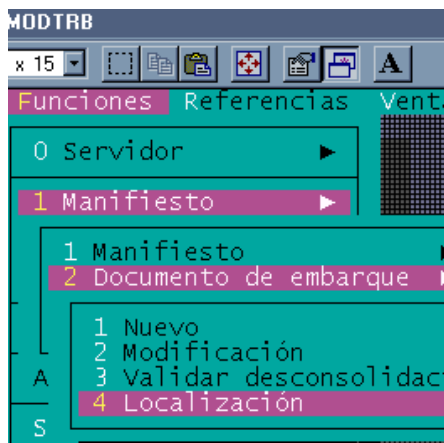 MODTRB
x 15
A
Funciones Referencias Vent
0 Servidor
1 Manifiesto
1 Manifiesto
2 Documento de embarque
1 Nuevo
2 Modificación
3 Validar desconsolidac
4 Localización
A
S